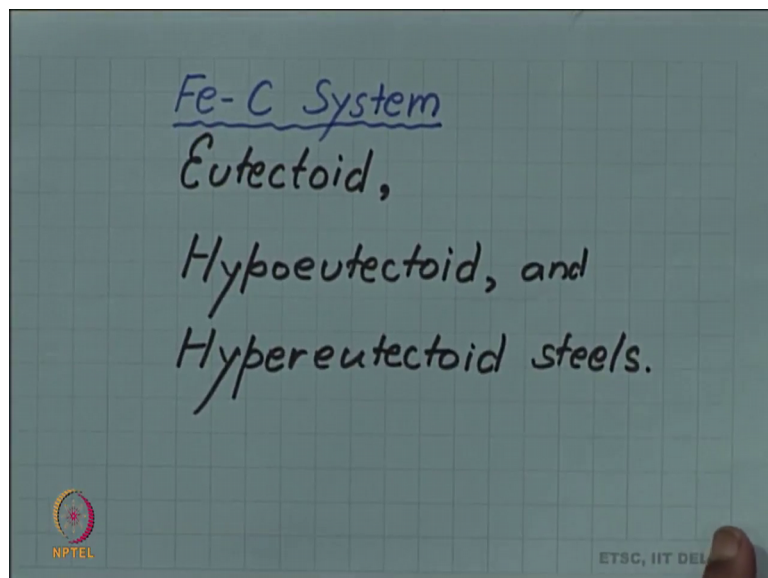 Fe-C System
Eutectoid,
Hypoeutectoid, and
Hypereutectoid steels.
NPTEL
ETSC, IIT DEL